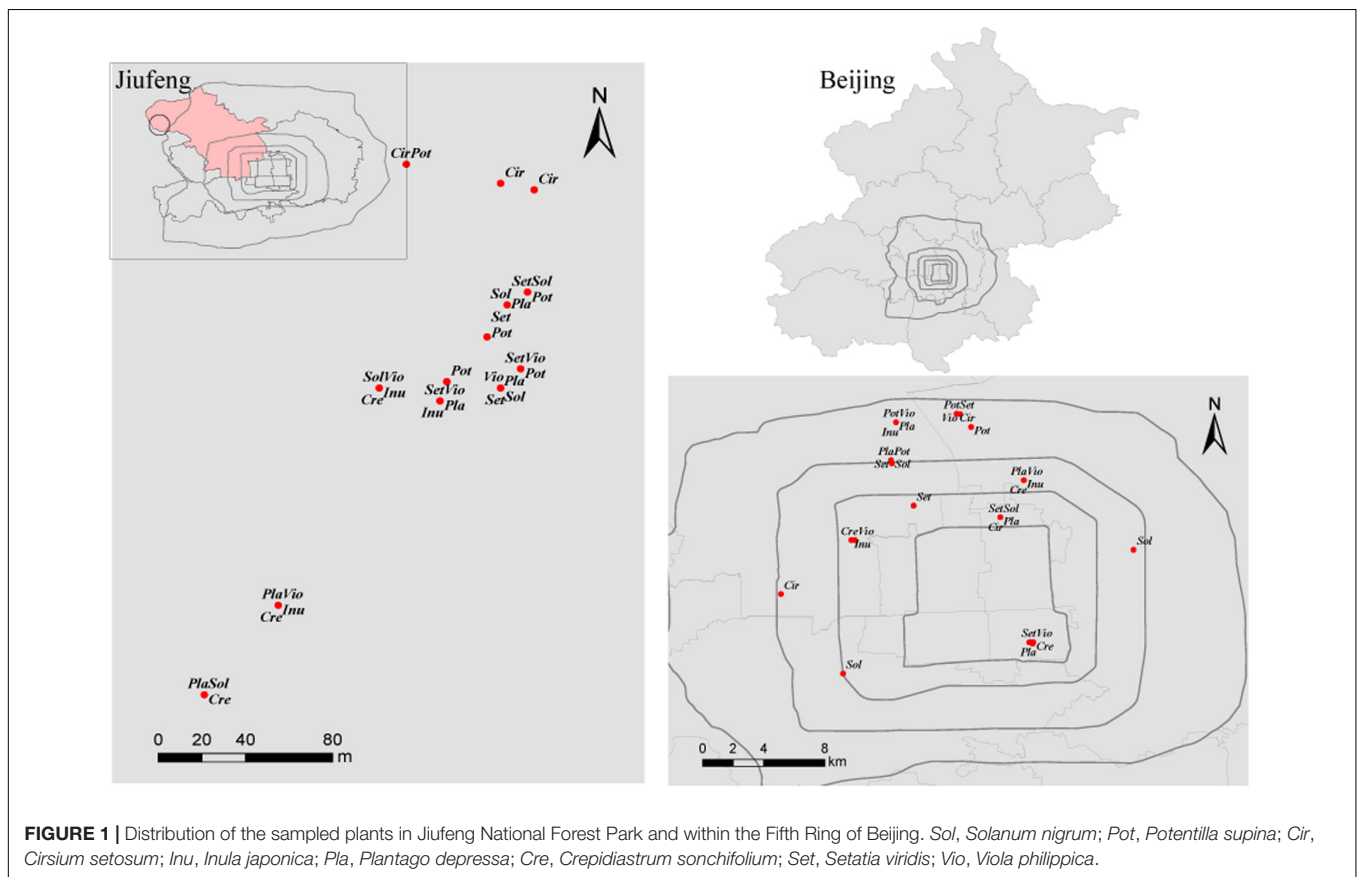 Jiufeng
N
CirPot
Cir
Cir
SetSol
Sol
Pla Pot
Set
Pot
SetVio
Pot
Pot
Vio Pla
Set Sol
SolVio
Cre Inu
SetVio
Inu Pla
PlaVio
Cre Inu
PlaSol
Cre
0 20 40 80
m
Beijing
N
PotSet
Vio Cir
Pot
PotVio
Inu Pla
PlaPot
Set Sol
PlaVio
Cre Inu
Set
SetSol
Cir Pla
CreVio
Inu
Sol
Cir
SetVio
Pla Cre
Sol
0 2 4 8
km
FIGURE 1 | Distribution of the sampled plants in Jiufeng National Forest Park and within the Fifth Ring of Beijing. Sol, Solanum nigrum; Pot, Potentilla supina; Cir,
Cirsium setosum; Inu, Inula japonica; Pla, Plantago depressa; Cre, Crepidiastrum sonchifolium; Set, Setatia viridis; Vio, Viola philippica.